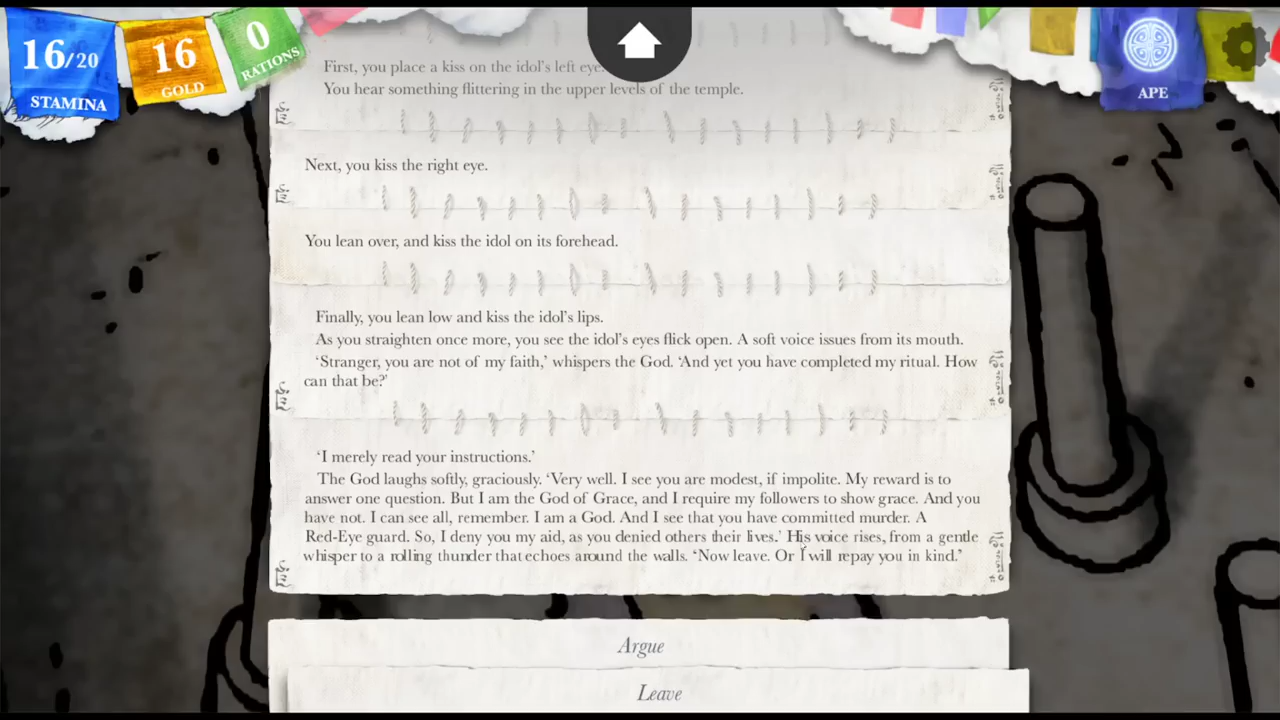 16/20
STAMINA
16
GOLD
0
RATIONS
APE
First, you place a kiss on the idol's left eye.
You hear something flittering in the upper levels of the temple.
Next, you kiss the right eye.
You lean over, and kiss the idol on its forehead.
Finally, you lean low and kiss the idol's lips.
As you straighten once more, you see the idol's eyes flick open. A soft voice issues from its mouth.
‘Stranger, you are not of my faith,’ whispers the God. ‘And yet you have completed my ritual. How
can that be?’
‘I merely read your instructions.’
The God laughs softly, graciously. ‘Very well. I see you are modest, if impolite. My reward is to
answer one question. But I am the God of Grace, and I require my followers to show grace. And you
have not. I can see all, remember. I am a God. And I see that you have committed murder. A
Red-Eye guard. So, I deny you my aid, as you denied others their lives.’ His voice rises, from a gentle
whisper to a rolling thunder that echoes around the walls. ‘Now leave. Or I will repay you in kind.’
Argue
Leave